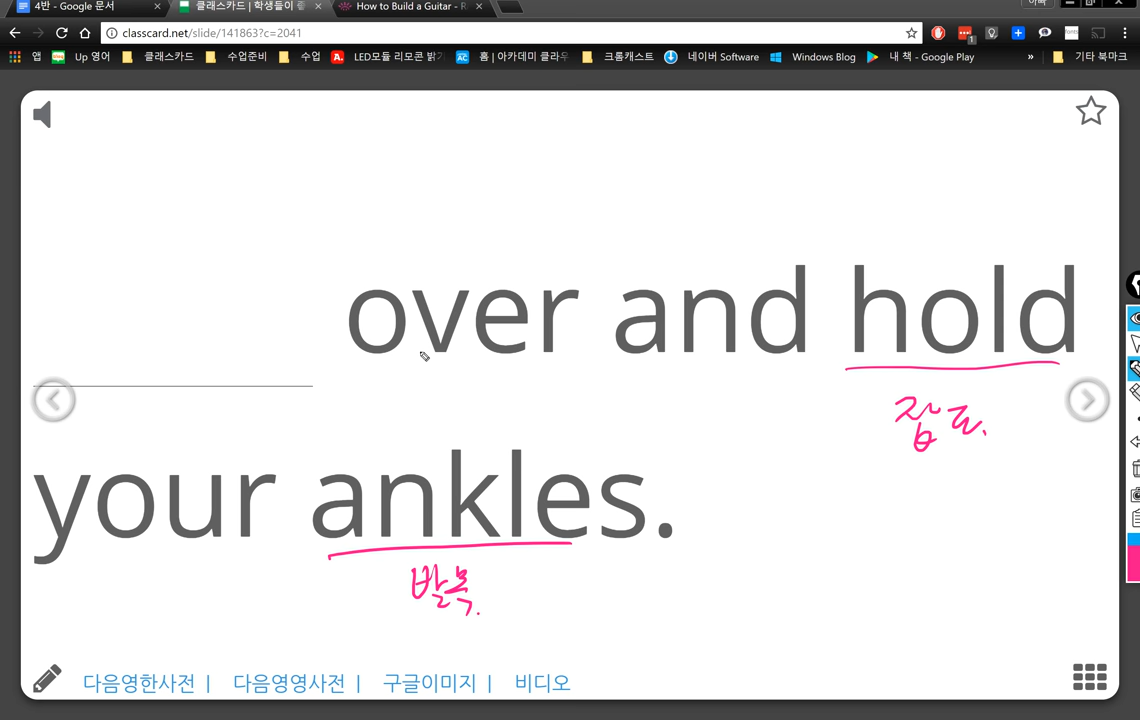 4반 - Google 문서
클래스카드 | 학생들이 즐
How to Build a Guitar - R
아빠
classcard.net/slide/141863?c=2041
앱 Up 영어 클래스카드 수업준비 수업 LED모듈 리모콘 밝기 홈 | 아카데미 클라우 크롬캐스트 네이버 Software Windows Blog 내 책 - Google Play » 기타 북마크
over and hold
your ankles.
발목.
다음영한사전 | 다음영영사전 | 구글이미지 | 비디오